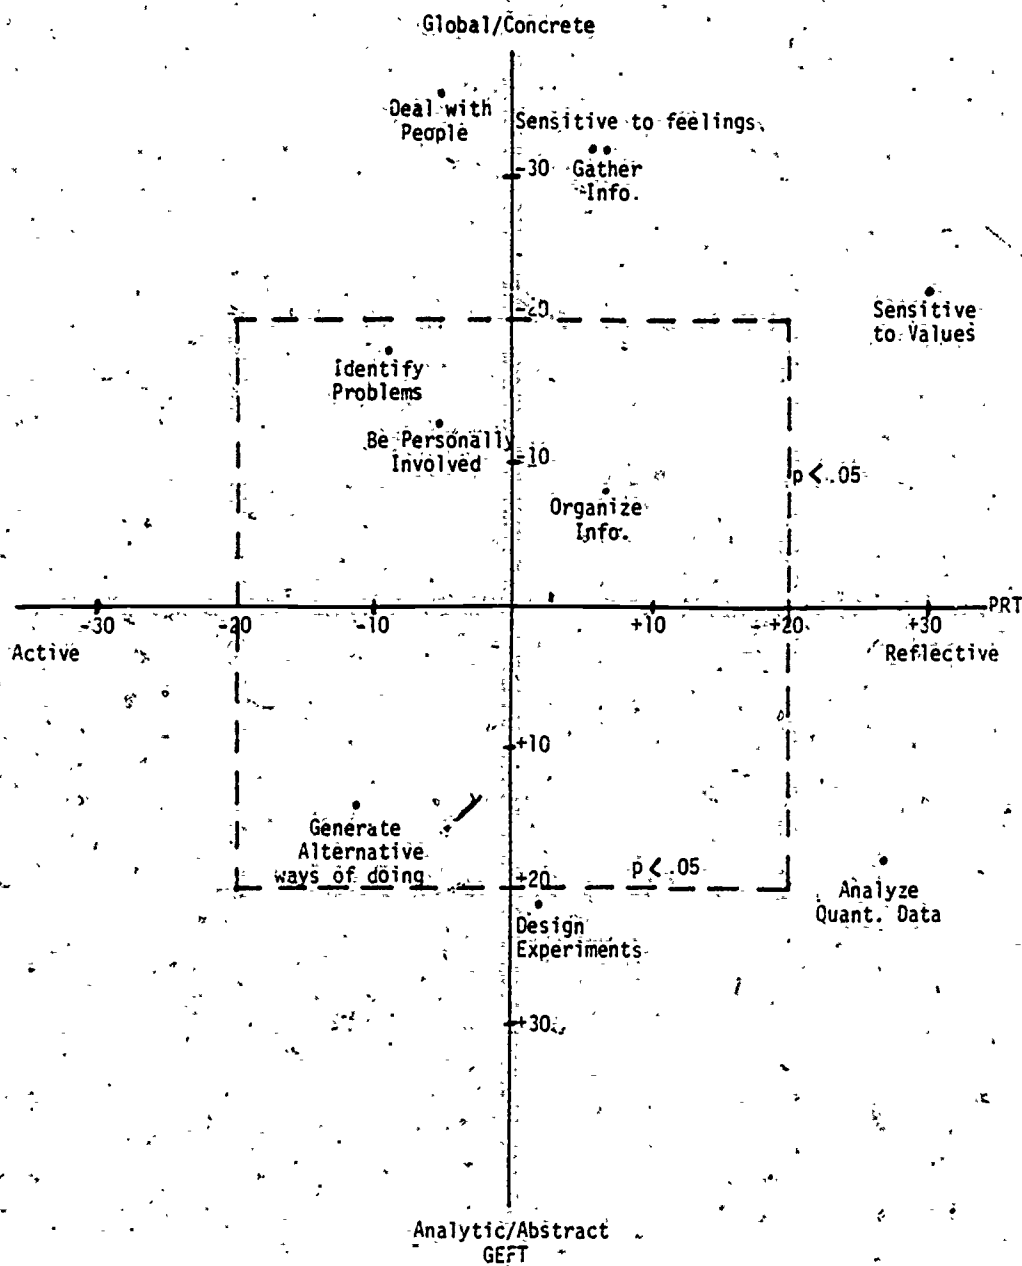 Global/Concrete
Deal with
People
Sensitive to feelings
-30
Gather
Info.
-20
Sensitive
to Values
Identify
Problems
Be Personally
Involved
-10
p < .05
Organize
Info.
PRT
-30
-20
-10
+10
+20
+30
Active
Reflective
+10
Generate
Alternative
ways of doing
+20
p < .05
Analyze
Quant. Data
Design
Experiments
+30
Analytic/Abstract
GEFT